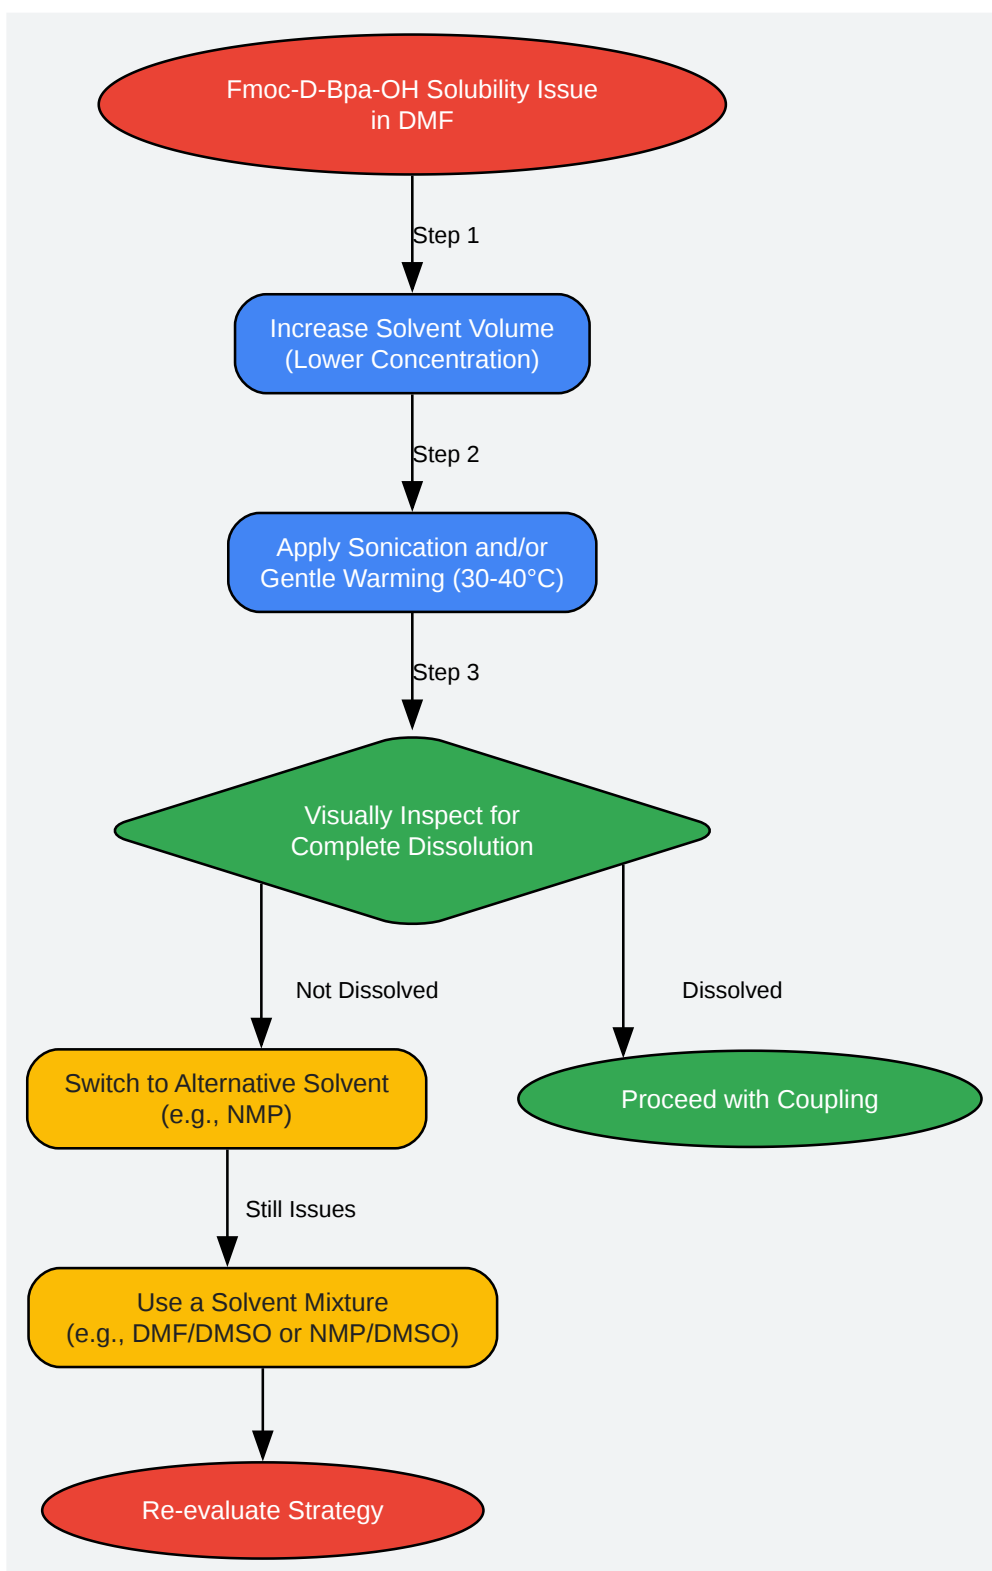 Fmoc-D-Bpa-OH Solubility Issue
in DMF
Step 1
Increase Solvent Volume
(Lower Concentration)
Step 2
Apply Sonication and/or
Gentle Warming (30-40°C)
Step 3
Visually Inspect for
Complete Dissolution
Not Dissolved
Dissolved
Switch to Alternative Solvent
(e.g., NMP)
Proceed with Coupling
Still Issues
Use a Solvent Mixture
(e.g., DMF/DMSO or NMP/DMSO)
Re-evaluate Strategy